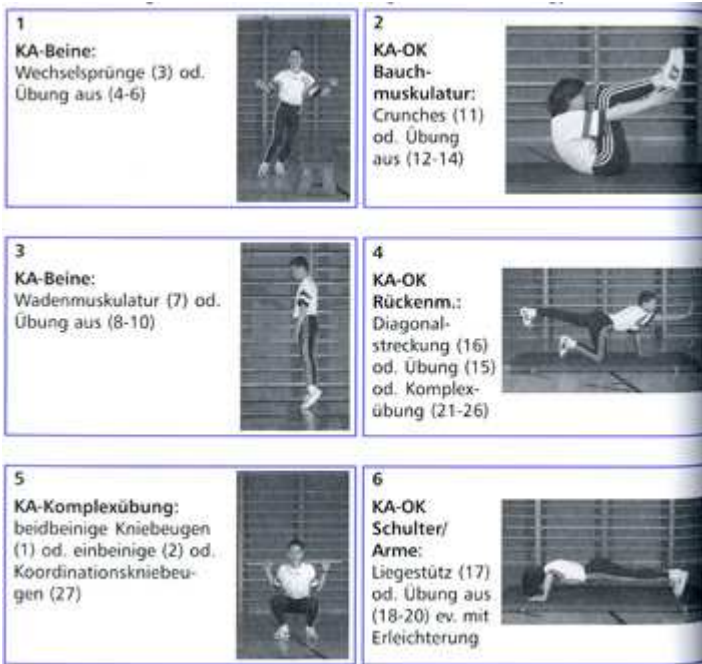 1
KA-Beine:
Wechselsprünge (3) od.
Übung aus (4-6)
2
KA-OK
Bauch-
muskulatur:
Crunches (11)
od. Übung
aus (12-14)
3
KA-Beine:
Wadenmuskulatur (7) od.
Übung aus (8-10)
4
KA-OK
Rückenm.:
Diagonal-
streckung (16)
od. Übung (15)
od. Komplex-
übung (21-26)
5
KA-Komplexübung:
beidbeinige Kniebeugen
(1) od. einbeinige (2) od.
Koordinationskniebeu-
gen (27)
6
KA-OK
Schulter/
Arme:
Liegestütz (17)
od. Übung aus
(18-20) ev. mit
Erleichterung